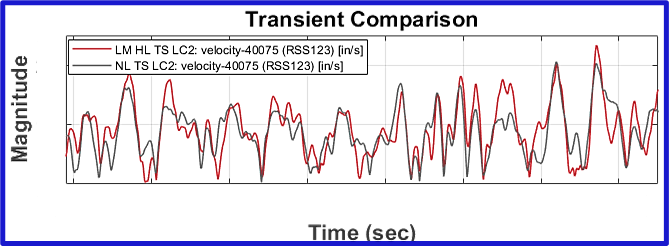 Transient Comparison
LM HL TS LC2: velocity-40075 (RSS123) [in/s]
NL TS LC2: velocity-40075 (RSS123) [in/s]
Magnitude
Time (sec)